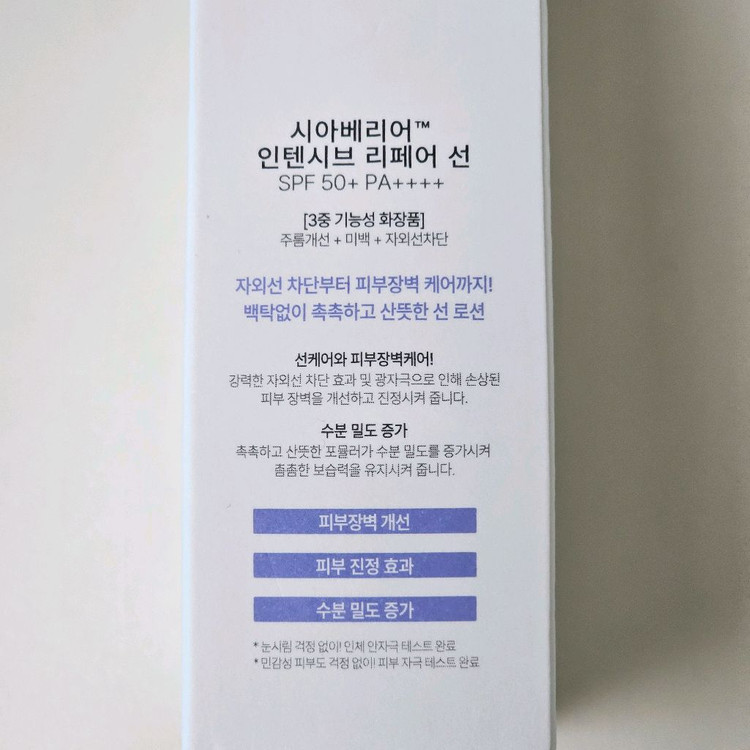 시아베리어™
인텐시브 리페어 선
SPF 50+ PA++++
[3중 기능성 화장품]
주름개선 + 미백 + 자외선차단
자외선 차단부터 피부장벽 케어까지!
백탁없이 촉촉하고 산뜻한 선 로션
선케어와 피부장벽케어!
강력한 자외선 차단 효과 및 광자극으로 인해 손상된
피부 장벽을 개선하고 진정시켜 줍니다.
수분 밀도 증가
촉촉하고 산뜻한 포뮬러가 수분 밀도를 증가시켜
촘촘한 보습력을 유지시켜 줍니다.
피부장벽 개선
피부 진정 효과
수분 밀도 증가
* 눈시림 걱정 없이! 인체 안자극 테스트 완료
* 민감성 피부도 걱정 없이! 피부 자극 테스트 완료